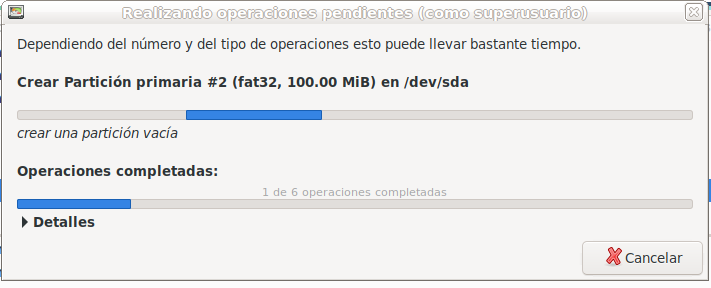 Realizando operaciones pendientes (como superusuario)
Dependiendo del número y del tipo de operaciones esto puede llevar bastante tiempo.
Crear Partición primaria #2 (fat32, 100.00 MiB) en /dev/sda
crear una partición vacía
Operaciones completadas:
1 de 6 operaciones completadas
Detalles
Cancelar